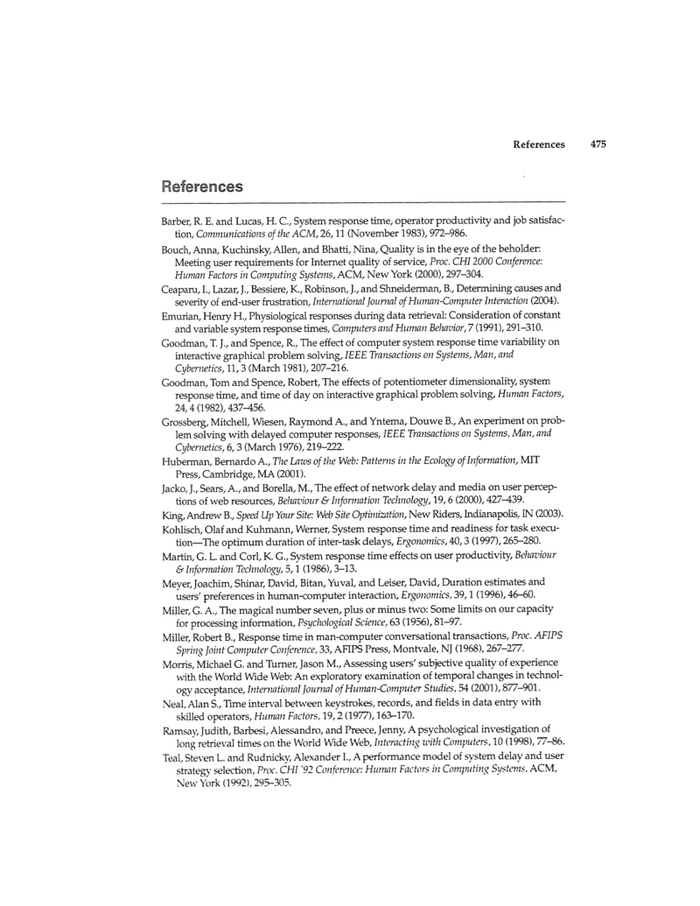 References 475
References
Barber, R. E. and Lucas, H. C., System response time, operator productivity and job satisfac-
tion, Communications of the ACM, 26, 11 (November 1983), 972–986.
Bouch, Anna, Kuchinsky, Allen, and Bhatti, Nina, Quality is in the eye of the beholder:
Meeting user requirements for Internet quality of service, Proc. CHI 2000 Conference:
Human Factors in Computing Systems, ACM, New York (2000), 297–304.
Ceaparu, I., Lazar, J., Bessiere, K., Robinson, J., and Shneiderman, B., Determining causes and
severity of end-user frustration, International Journal of Human-Computer Interaction (2004).
Emurian, Henry H., Physiological responses during data retrieval: Consideration of constant
and variable system response times, Computers and Human Behavior, 7 (1991), 291–310.
Goodman, T. J., and Spence, R., The effect of computer system response time variability on
interactive graphical problem solving, IEEE Transactions on Systems, Man, and
Cybernetics, 11, 3 (March 1981), 207–216.
Goodman, Tom and Spence, Robert, The effects of potentiometer dimensionality, system
response time, and time of day on interactive graphical problem solving, Human Factors,
24, 4 (1982), 437–456.
Grossberg, Mitchell, Wiesen, Raymond A., and Yntema, Douwe B., An experiment on prob-
lem solving with delayed computer responses, IEEE Transactions on Systems, Man, and
Cybernetics, 6, 3 (March 1976), 219–222.
Huberman, Bernardo A., The Laws of the Web: Patterns in the Ecology of Information, MIT
Press, Cambridge, MA (2001).
Jacko, J., Sears, A., and Borella, M., The effect of network delay and media on user percep-
tions of web resources, Behaviour & Information Technology, 19, 6 (2000), 427–439.
King, Andrew B., Speed Up Your Site: Web Site Optimization, New Riders, Indianapolis, IN (2003).
Kohlisch, Olaf and Kuhmann, Werner, System response time and readiness for task execu-
tion—The optimum duration of inter-task delays, Ergonomics, 40, 3 (1997), 265–280.
Martin, G. L. and Corl, K. G., System response time effects on user productivity, Behaviour
& Information Technology, 5, 1 (1986), 3–13.
Meyer, Joachim, Shinar, David, Bitan, Yuval, and Leiser, David, Duration estimates and
users' preferences in human-computer interaction, Ergonomics, 39, 1 (1996), 46–60.
Miller, G. A., The magical number seven, plus or minus two: Some limits on our capacity
for processing information, Psychological Science, 63 (1956), 81–97.
Miller, Robert B., Response time in man-computer conversational transactions, Proc. AFIPS
Spring Joint Computer Conference, 33, AFIPS Press, Montvale, NJ (1968), 267–277.
Morris, Michael G. and Turner, Jason M., Assessing users' subjective quality of experience
with the World Wide Web: An exploratory examination of temporal changes in technol-
ogy acceptance, International Journal of Human-Computer Studies, 54 (2001), 877–901.
Neal, Alan S., Time interval between keystrokes, records, and fields in data entry with
skilled operators, Human Factors, 19, 2 (1977), 163–170.
Ramsay, Judith, Barbesi, Alessandro, and Preece, Jenny, A psychological investigation of
long retrieval times on the World Wide Web, Interacting with Computers, 10 (1998), 77–86.
Teal, Steven L. and Rudnicky, Alexander I., A performance model of system delay and user
strategy selection, Proc. CHI '92 Conference: Human Factors in Computing Systems, ACM,
New York (1992), 295–305.